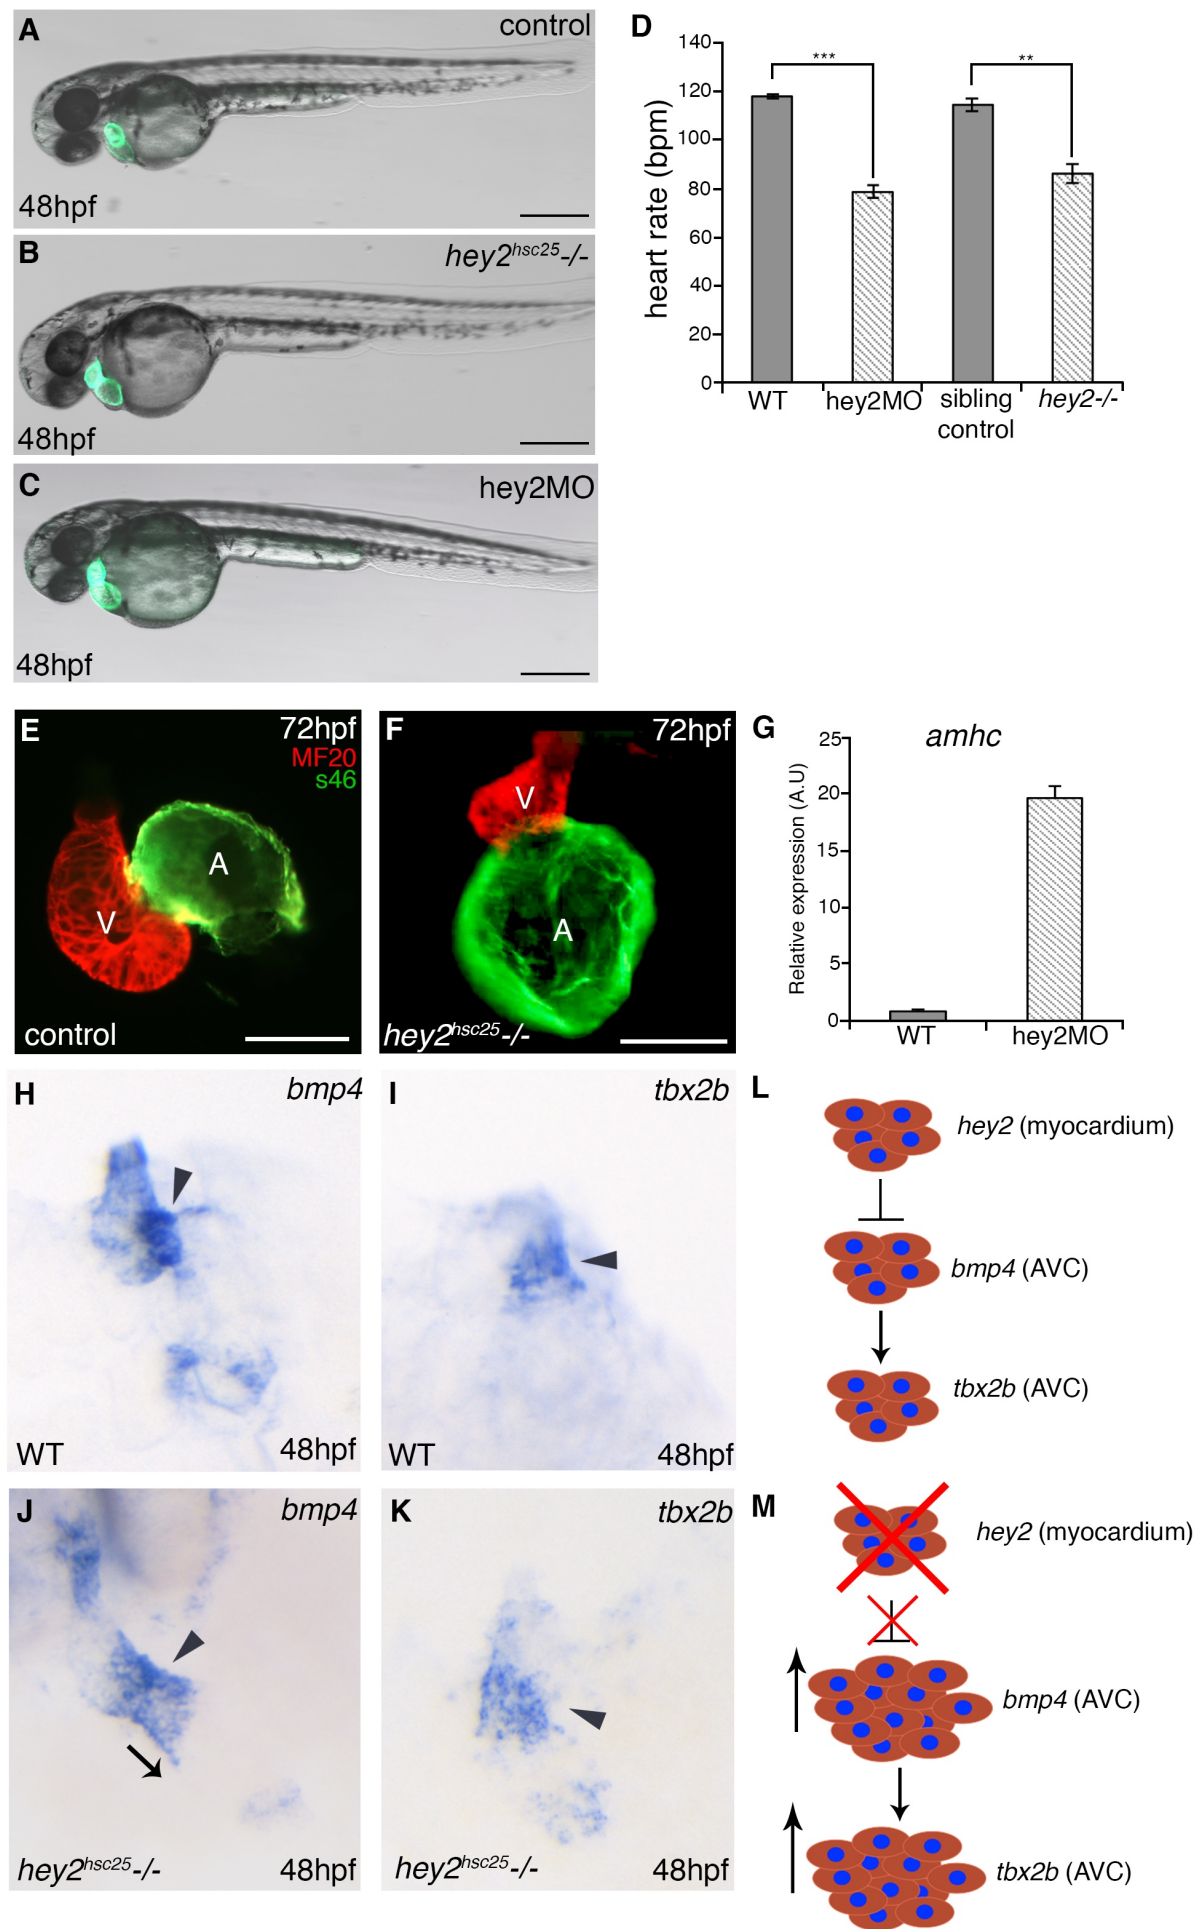 A
control
48hpf
B
hey2hsc25-/-
48hpf
C
hey2MO
48hpf
D
140
120
100
80
60
40
20
0
heart rate (bpm)
***
**
WT
hey2MO
sibling
control
hey2-/-
E
72hpf
MF20
s46
A
V
control
F
72hpf
V
A
hey2hsc25-/-
G
amhc
25
20
15
10
5
0
Relative expression (A.U)
WT
hey2MO
H
bmp4
WT
48hpf
I
tbx2b
WT
48hpf
J
bmp4
hey2hsc25-/-
48hpf
K
tbx2b
hey2hsc25-/-
48hpf
L
hey2 (myocardium)
bmp4 (AVC)
tbx2b (AVC)
M
hey2 (myocardium)
bmp4 (AVC)
tbx2b (AVC)